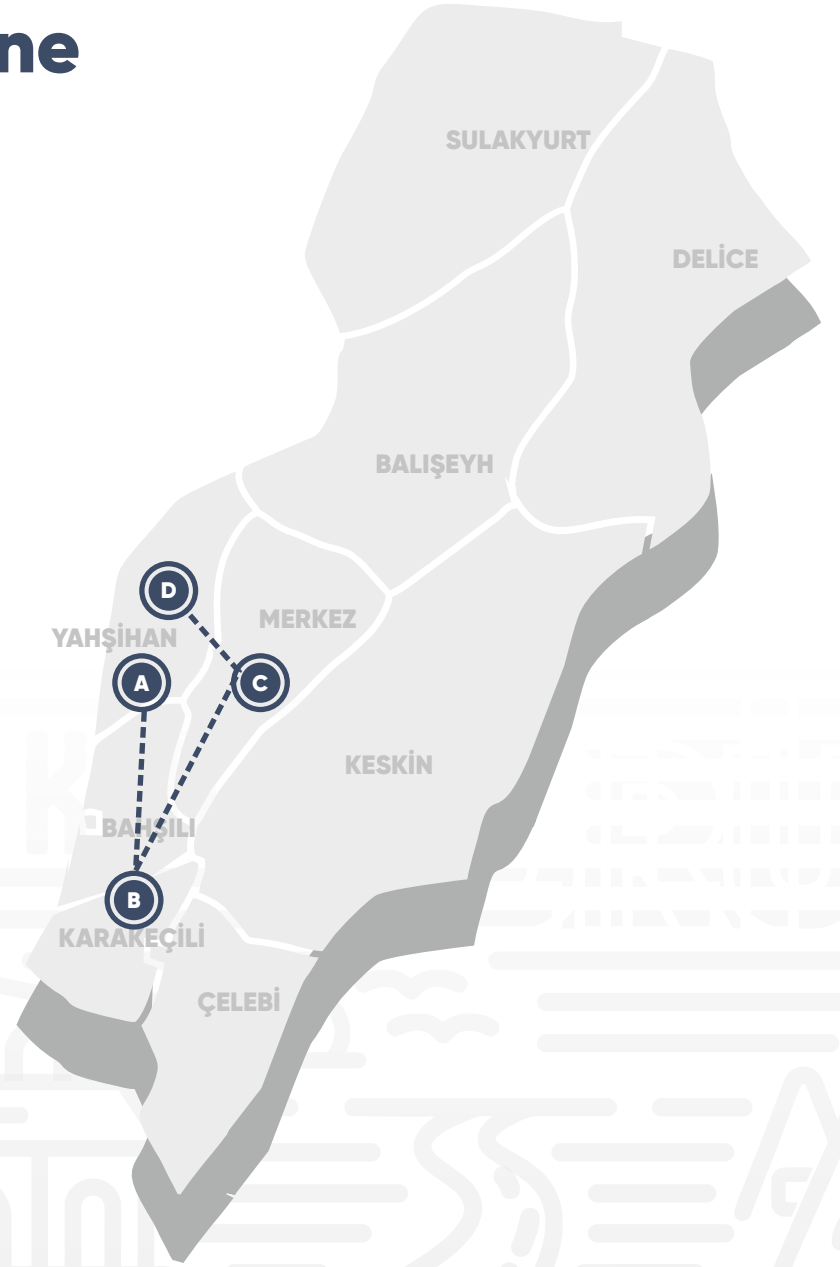 ne
SULAKYURT
DELİCE
BALIŞEYH
D
MERKEZ
YAHŞİHAN
A
C
KESKİN
BAHŞILI
B
KARAKEÇİLİ
ÇELEBİ